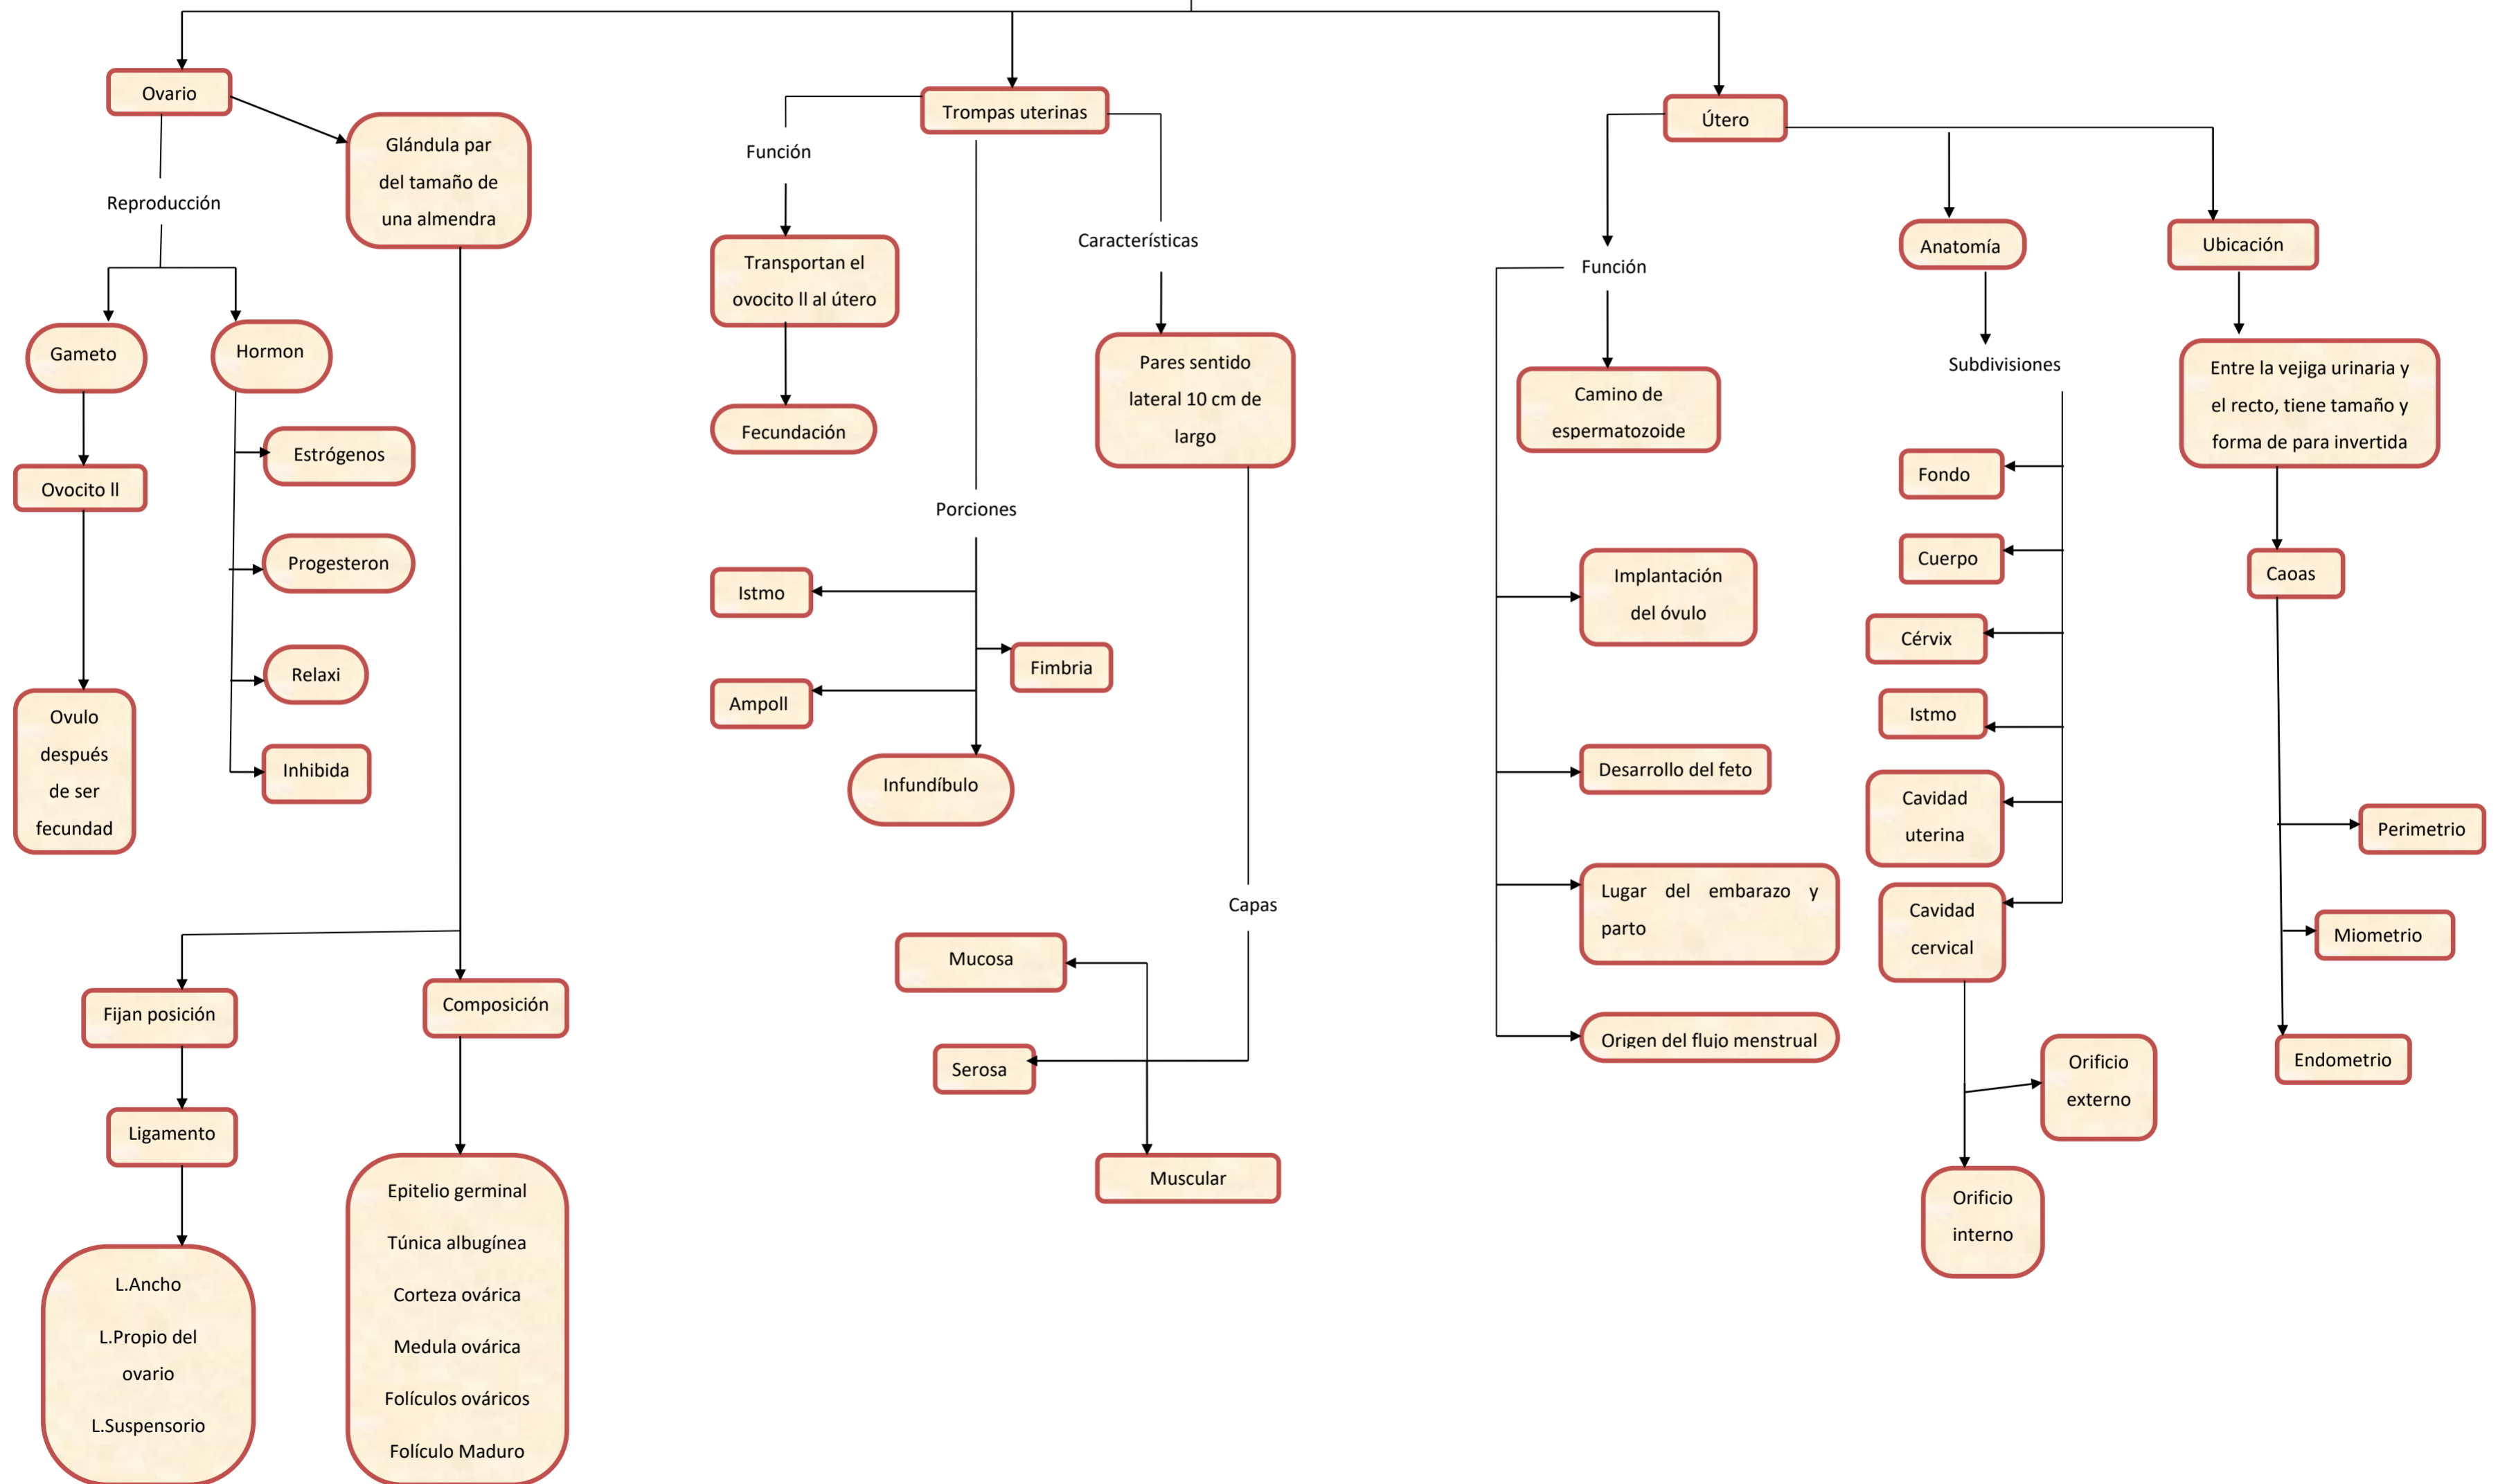 Ovario
Glándula par
del tamaño de
una almendra
Reproducción
Gameto
Hormon
Ovocito ll
Estrógenos
Progesteron
Relaxi
Inhibida
Ovulo
después
de ser
fecundad
Fijan posición
Composición
Ligamento
L.Ancho
L.Propio del
ovario
L.Suspensorio
Epitelio germinal
Túnica albugínea
Corteza ovárica
Medula ovárica
Folículos ováricos
Folículo Maduro
Trompas uterinas
Función
Transportan el
ovocito ll al útero
Fecundación
Características
Pares sentido
lateral 10 cm de
largo
Porciones
Istmo
Fimbria
Ampoll
Infundíbulo
Capas
Mucosa
Serosa
Muscular
Útero
Función
Camino de
espermatozoide
Implantación
del óvulo
Desarrollo del feto
Lugar del embarazo y
parto
Origen del flujo menstrual
Anatomía
Subdivisiones
Fondo
Cuerpo
Cérvix
Istmo
Cavidad
uterina
Cavidad
cervical
Orificio
externo
Orificio
interno
Ubicación
Entre la vejiga urinaria y
el recto, tiene tamaño y
forma de para invertida
Caoas
Perimetrio
Miometrio
Endometrio